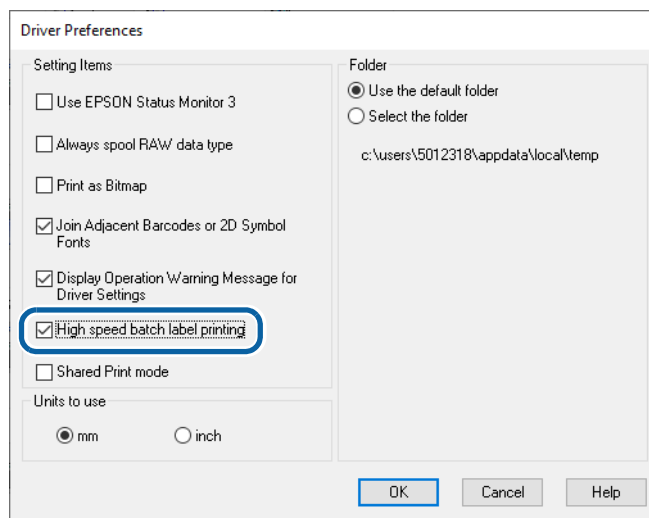 Driver Preferences
Setting Items
Use EPSON Status Monitor 3
Always spool RAW data type
Print as Bitmap
Join Adjacent Barcodes or 2D Symbol
Fonts
Display Operation Warning Message for
Driver Settings
High speed batch label printing
Shared Print mode
Units to use
mm
inch
Folder
Use the default folder
Select the folder
c:\users\5012318\appdata\local\temp
OK
Cancel
Help